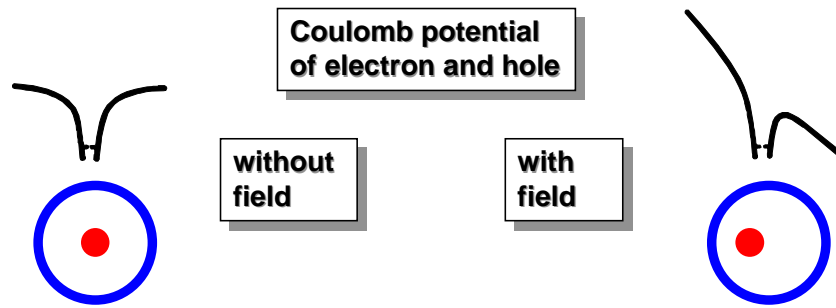 Coulomb potential
of electron and hole
without
field
with
field